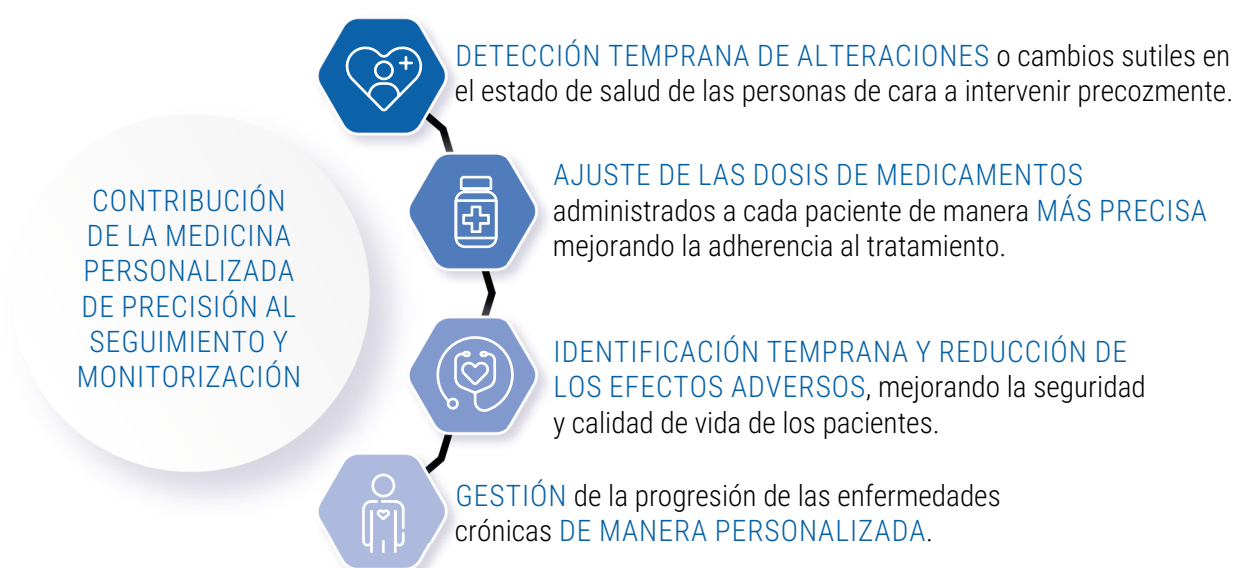 CONTRIBUCIÓN
DE LA MEDICINA
PERSONALIZADA
DE PRECISIÓN AL
SEGUIMIENTO Y
MONITORIZACIÓN
DETECCIÓN TEMPRANA DE ALTERACIONES o cambios sutiles en
el estado de salud de las personas de cara a intervenir precozmente.
AJUSTE DE LAS DOSIS DE MEDICAMENTOS
administrados a cada paciente de manera MÁS PRECISA
mejorando la adherencia al tratamiento.
IDENTIFICACIÓN TEMPRANA Y REDUCCIÓN DE
LOS EFECTOS ADVERSOS, mejorando la seguridad
y calidad de vida de los pacientes.
GESTIÓN de la progresión de las enfermedades
crónicas DE MANERA PERSONALIZADA.